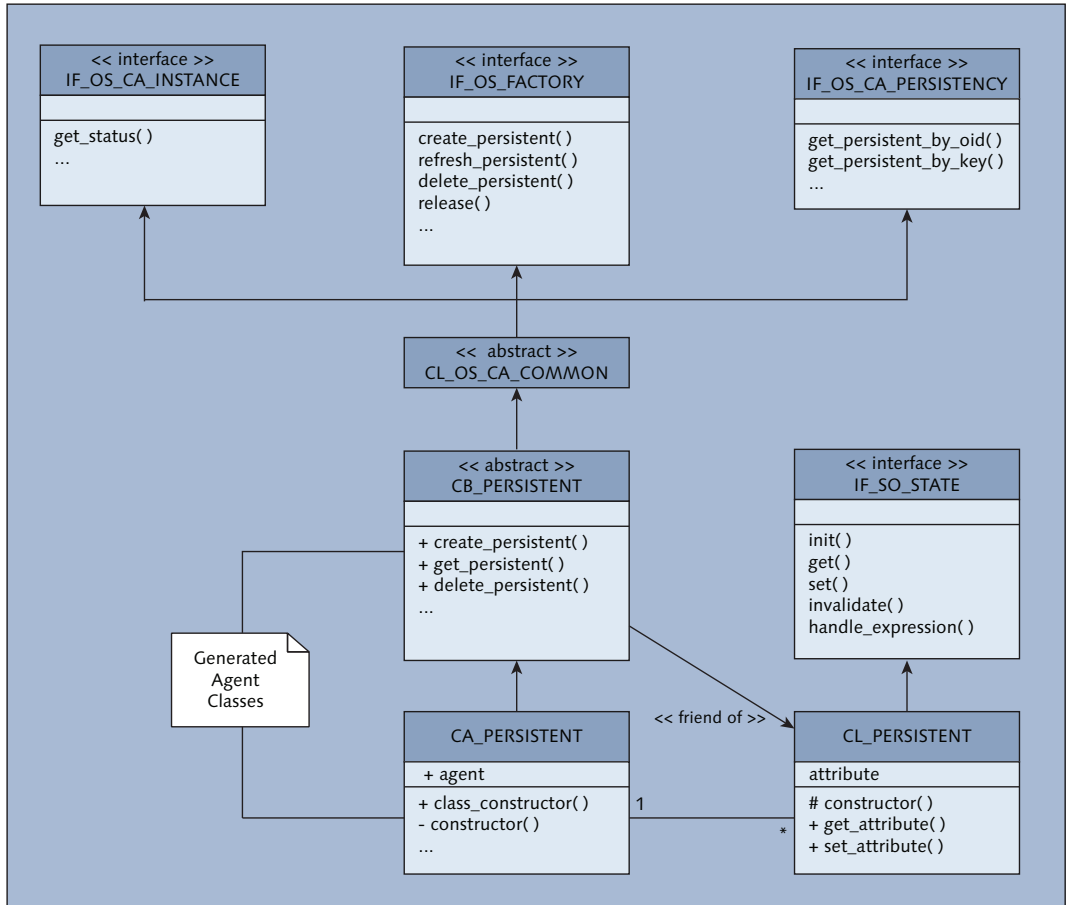 << interface >>
IF_OS_CA_INSTANCE
get_status( )
...
<< interface >>
IF_OS_FACTORY
create_persistent( )
refresh_persistent( )
delete_persistent( )
release( )
...
<< interface >>
IF_OS_CA_PERSISTENCY
get_persistent_by_oid( )
get_persistent_by_key( )
...
<< abstract >>
CL_OS_CA_COMMON
<< abstract >>
CB_PERSISTENT
+ create_persistent( )
+ get_persistent( )
+ delete_persistent( )
...
<< interface >>
IF_SO_STATE
init( )
get( )
set( )
invalidate( )
handle_expression( )
Generated
Agent
Classes
<< friend of >>
CA_PERSISTENT
+ agent
+ class_constructor( )
- constructor( )
...
1
*
CL_PERSISTENT
attribute
# constructor( )
+ get_attribute( )
+ set_attribute( )